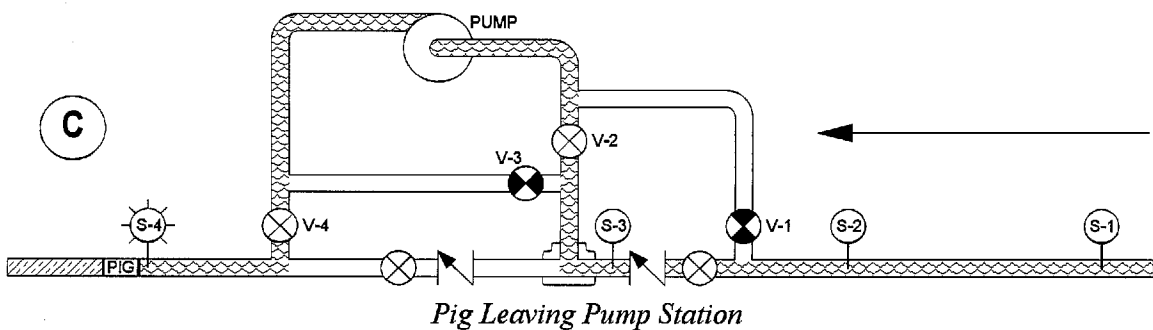 PUMP
C
V-2
V-3
S-4
V-4
S-3
V-1
S-2
S-1
PIG
Pig Leaving Pump Station